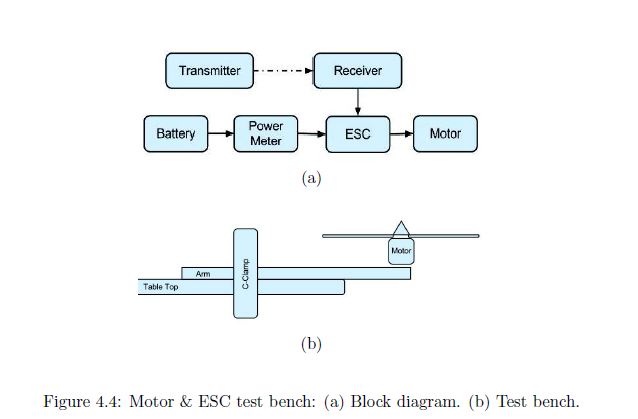 Transmitter
Receiver
Battery
Power
Meter
ESC
Motor
(a)
Motor
C-Clamp
Arm
Table Top
(b)
Figure 4.4: Motor & ESC test bench: (a) Block diagram. (b) Test bench.